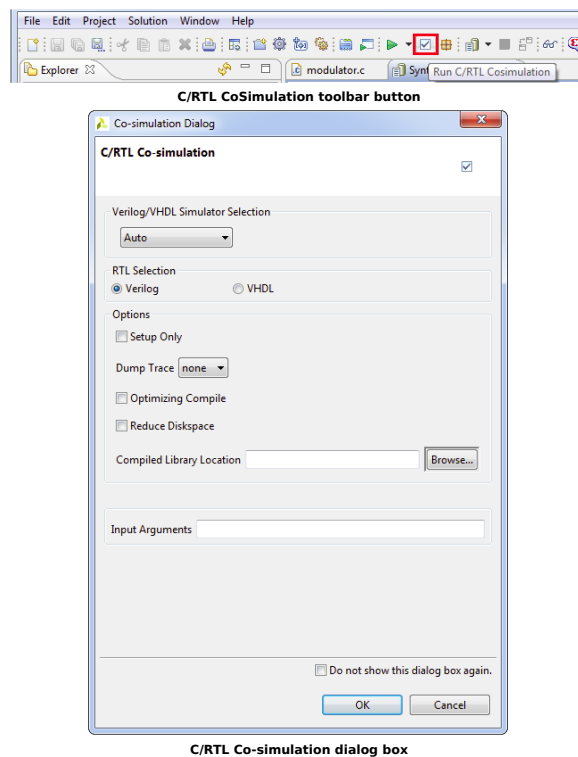 File Edit Project Solution Window Help
Explorer
modulator.c
Synt
Run C/RTL Cosimulation
C/RTL CoSimulation toolbar button
Co-simulation Dialog
C/RTL Co-simulation
Verilog/VHDL Simulator Selection
Auto
RTL Selection
Verilog VHDL
Options
Setup Only
Dump Trace none
Optimizing Compile
Reduce Diskspace
Compiled Library Location Browse...
Input Arguments
Do not show this dialog box again.
OK Cancel
C/RTL Co-simulation dialog box